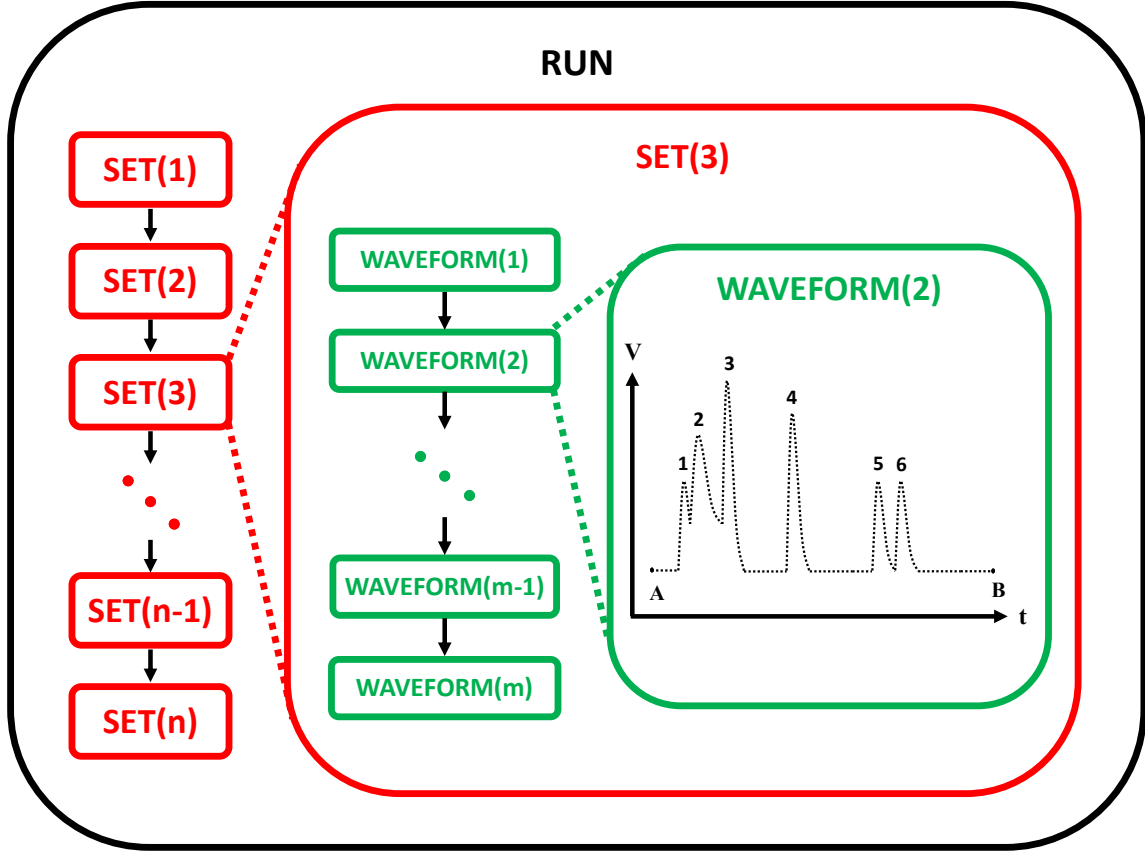 RUN
SET(1)
SET(2)
SET(3)
SET(n-1)
SET(n)
SET(3)
WAVEFORM(1)
WAVEFORM(2)
WAVEFORM(m-1)
WAVEFORM(m)
WAVEFORM(2)
V
1
2
3
4
5 6
A
B
t